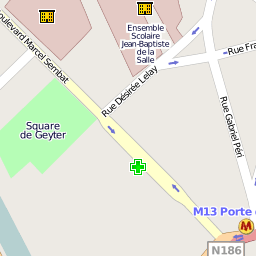 Boulevard Marcel Sembat
Ensemble
Scolaire
Jean-Baptiste
de la
Salle
Rue Désirée Lelay
Rue Fra
Rue Gabriel Péri
Square
de Geyter
M13 Porte
M
N186